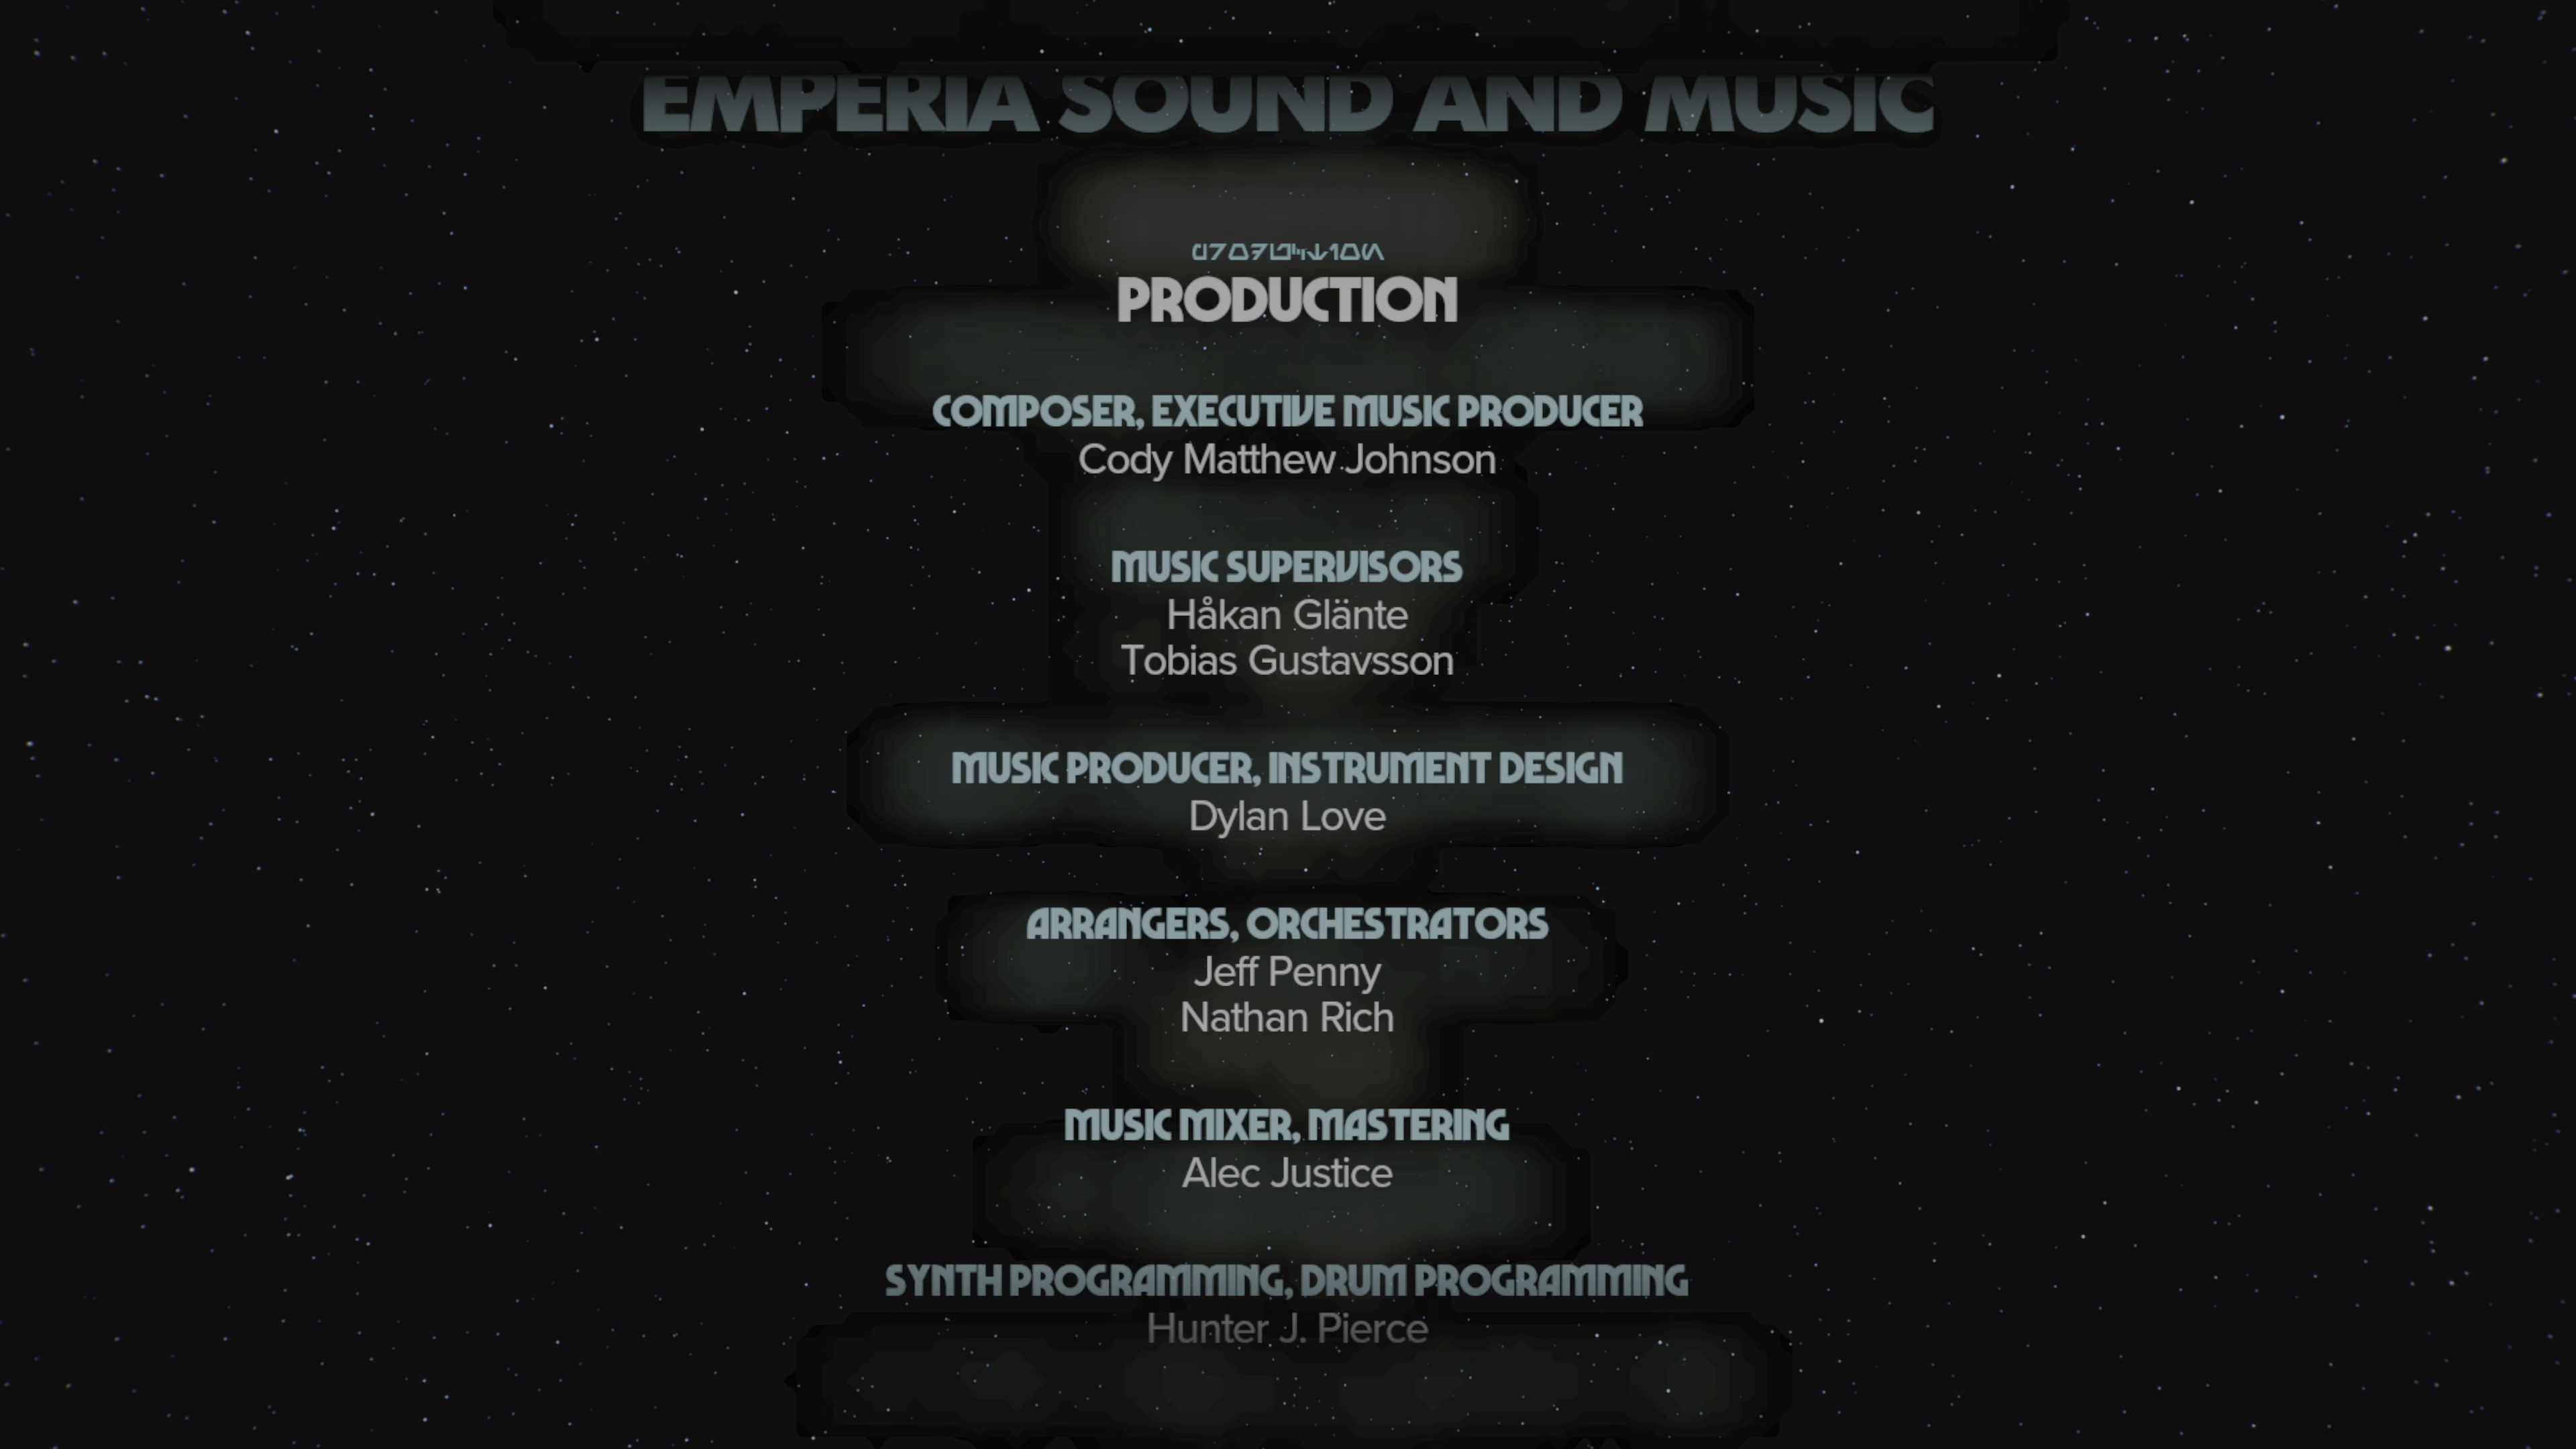 EMPERIA SOUND AND MUSIC
PRODUCTION
COMPOSER, EXECUTIVE MUSIC PRODUCER
Cody Matthew Johnson
MUSIC SUPERVISORS
Håkan Glänte
Tobias Gustavsson
MUSIC PRODUCER, INSTRUMENT DESIGN
Dylan Love
ARRANGERS, ORCHESTRATORS
Jeff Penny
Nathan Rich
MUSIC MIXER, MASTERING
Alec Justice
SYNTH PROGRAMMING, DRUM PROGRAMMING
Hunter J. Pierce